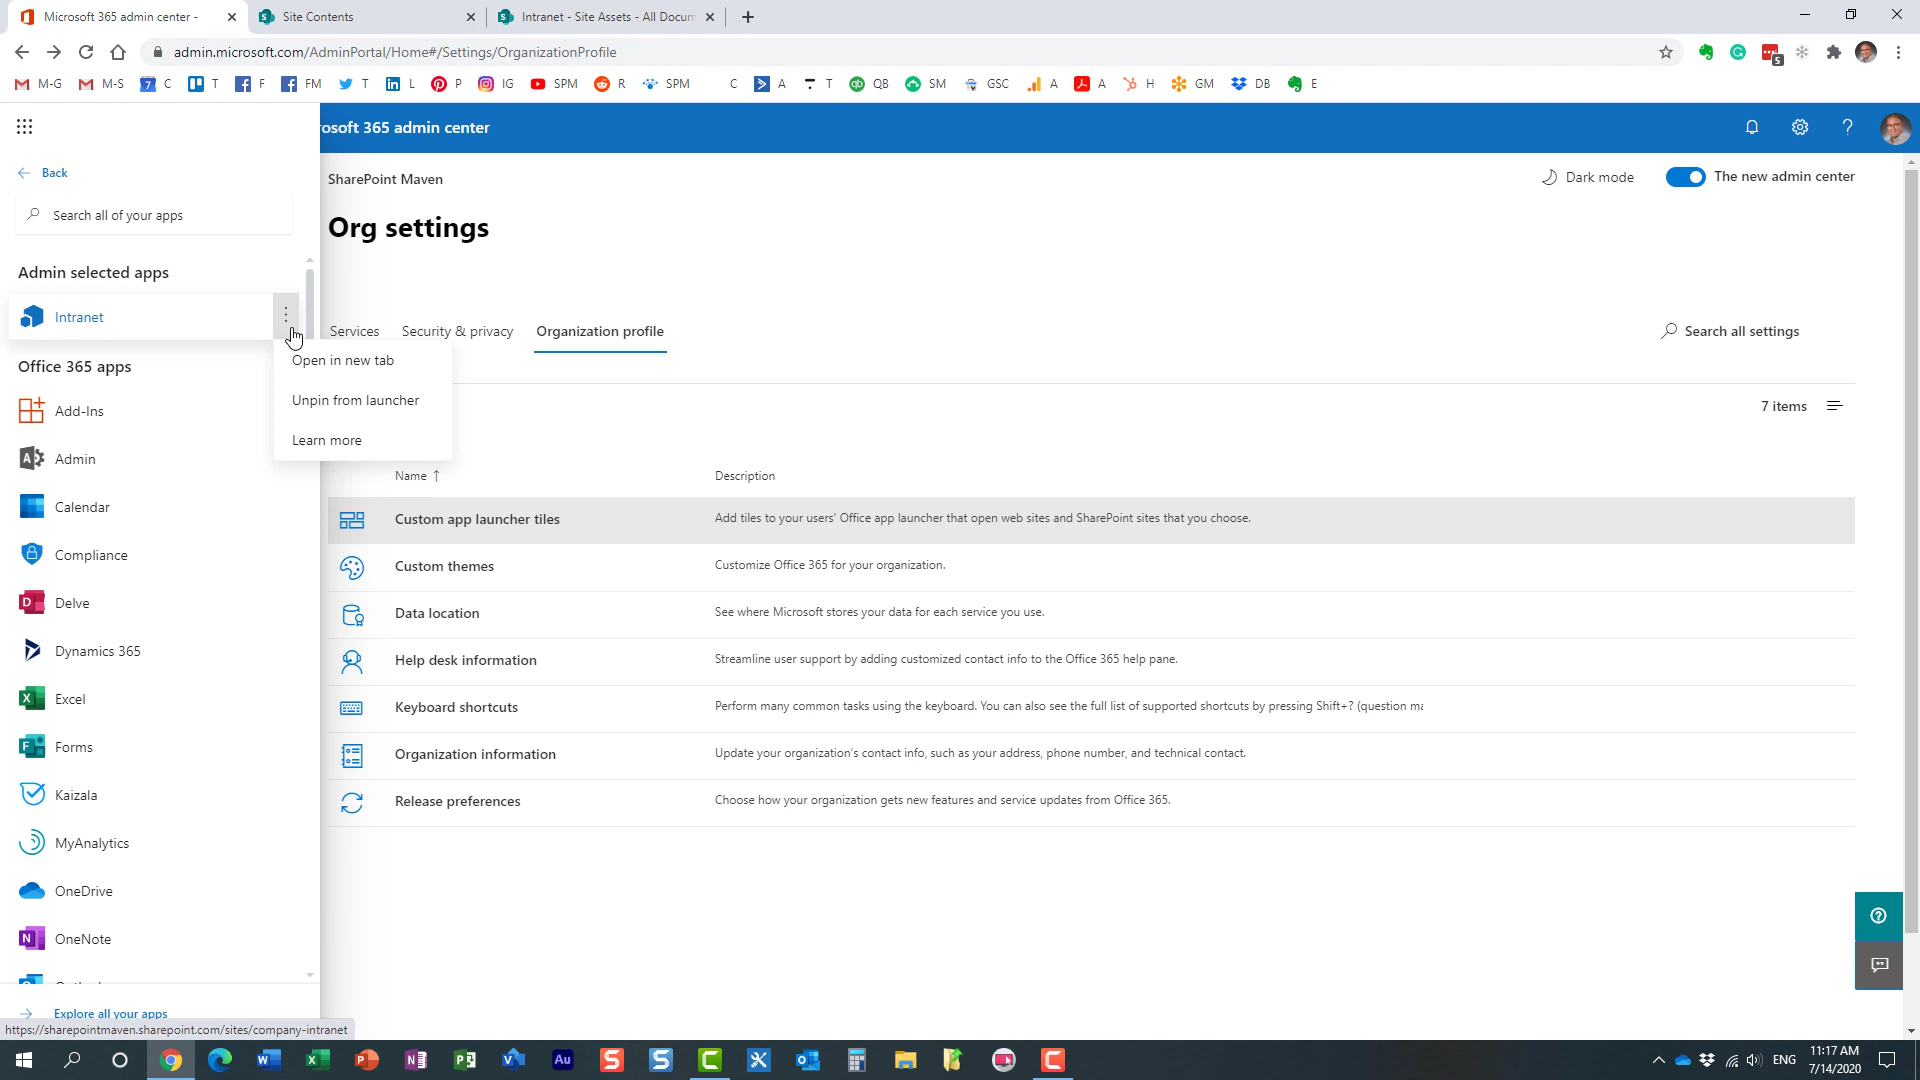 Microsoft 365 admin center -
Site Contents
Intranet - Site Assets - All Docum
admin.microsoft.com/AdminPortal/Home#/Settings/OrganizationProfile
5
M-G M-S 7 C T F FM T L P IG SPM R SPM C A T QB SM GSC A A H GM DB E
rosoft 365 admin center
Back
SharePoint Maven
Dark mode
The new admin center
Search all of your apps
Org settings
Admin selected apps
Intranet
Services Security & privacy Organization profile
Search all settings
Open in new tab
Unpin from launcher
Learn more
7 items
Office 365 apps
Add-Ins
Admin
Calendar
Compliance
Delve
Dynamics 365
Excel
Forms
Kaizala
MyAnalytics
OneDrive
OneNote
Explore all your apps
Name ↑ Description
Custom app launcher tiles Add tiles to your users' Office app launcher that open web sites and SharePoint sites that you choose.
Custom themes Customize Office 365 for your organization.
Data location See where Microsoft stores your data for each service you use.
Help desk information Streamline user support by adding customized contact info to the Office 365 help pane.
Keyboard shortcuts Perform many common tasks using the keyboard. You can also see the full list of supported shortcuts by pressing Shift+? (question ma
Organization information Update your organization's contact info, such as your address, phone number, and technical contact.
Release preferences Choose how your organization gets new features and service updates from Office 365.
https://sharepointmaven.sharepoint.com/sites/company-intranet
ENG
11:17 AM
7/14/2020